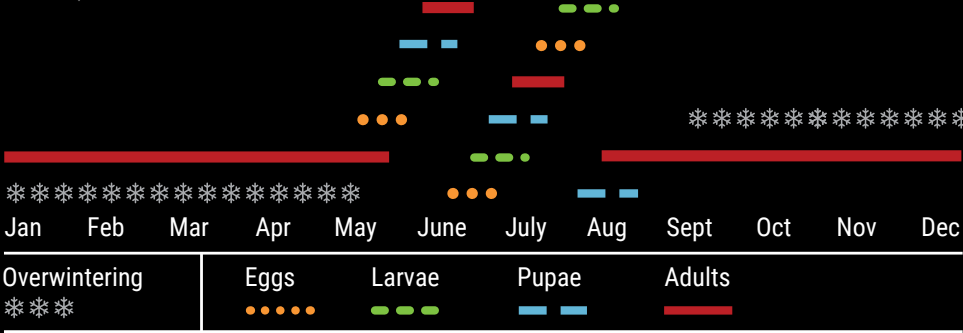 Jan Feb Mar Apr May June July Aug Sept Oct Nov Dec
Overwintering Eggs Larvae Pupae Adults